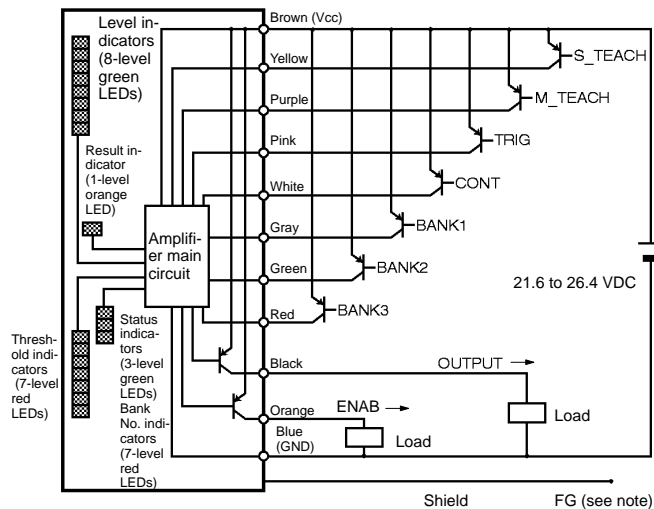 Level in-
dicators
(8-level
green
LEDs)
Result in-
dicator
(1-level
orange
LED)
Amplifi-
er main
circuit
Thresh-
old indi-
cators
(7-level
red
LEDs)
Status
indica-
tors
(3-level
green
LEDs)
Bank
No. indi-
cators
(7-level
red
LEDs)
Brown (Vcc)
Yellow
Purple
Pink
White
Gray
Green
Red
Black
Orange
Blue
(GND)
S_TEACH
M_TEACH
TRIG
CONT
BANK1
BANK2
BANK3
21.6 to 26.4 VDC
OUTPUT
Load
ENAB
Load
Shield
FG (see note)